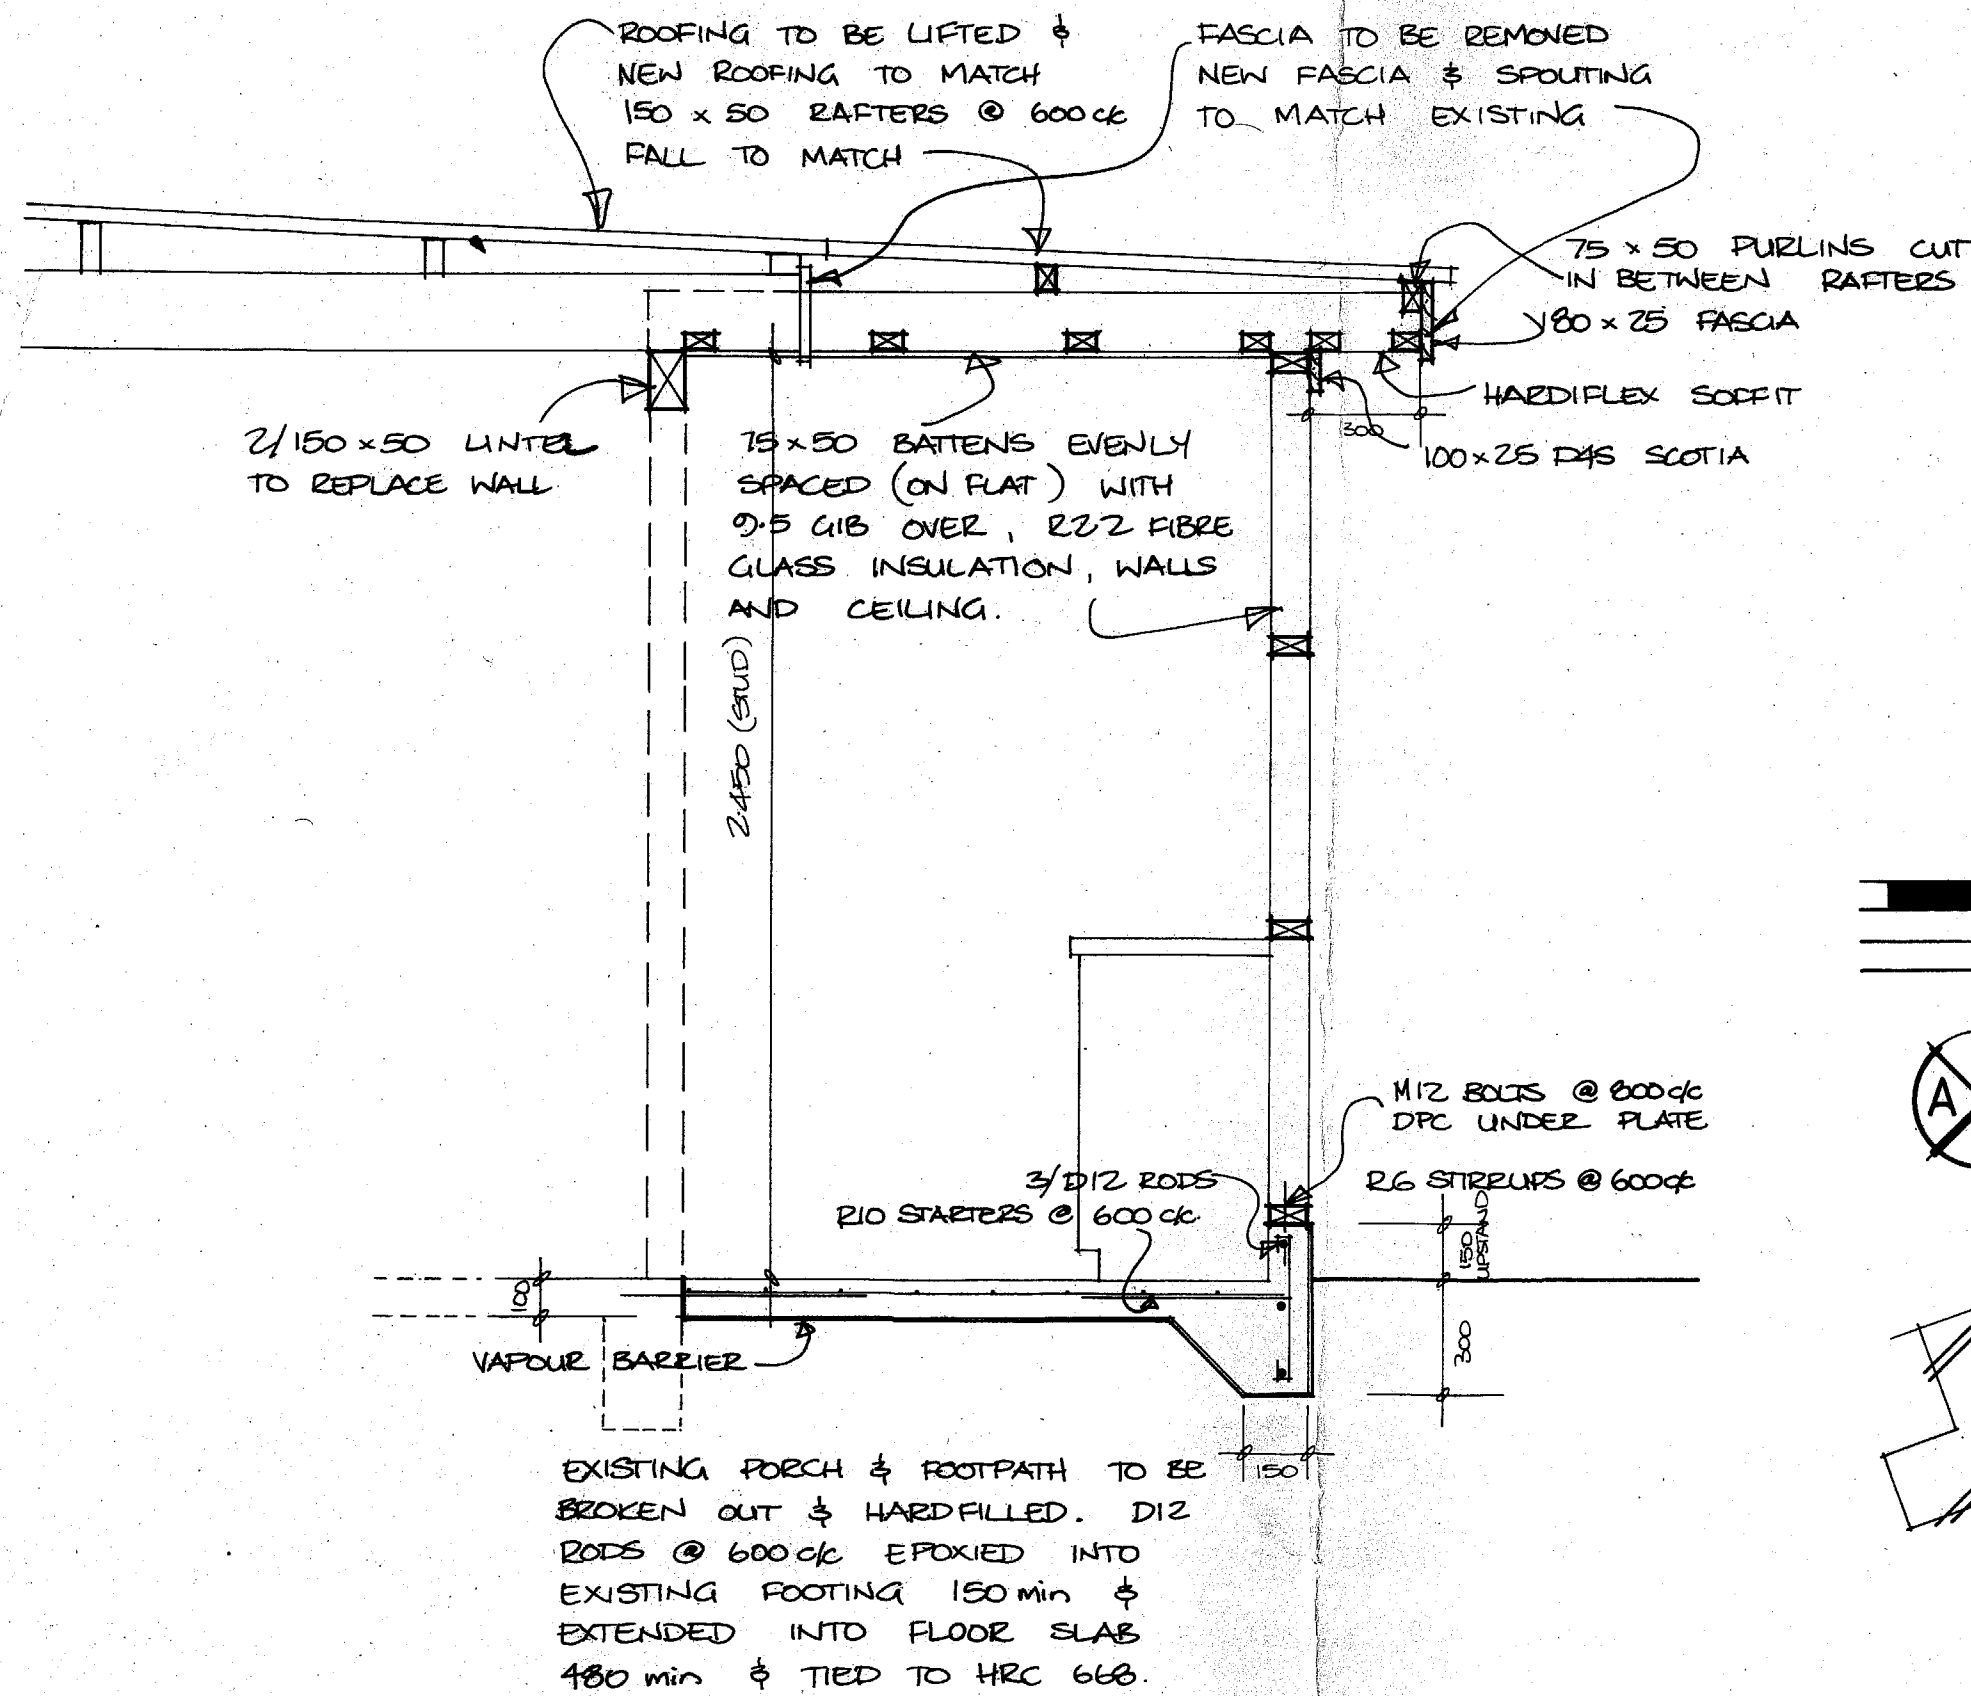 ROOFING TO BE LIFTED &
NEW ROOFING TO MATCH
150 x 50 RAFTERS @ 600 c/c
FALL TO MATCH
FASCIA TO BE REMOVED
NEW FASCIA & SPOUTING
TO MATCH EXISTING
75 x 50 PURLINS CUT
IN BETWEEN RAFTERS
180 x 25 FASCIA
HARDIFLEX SOFFIT
300
100 x 25 D4S SCOTIA
2/150 x 50 LINTEL
TO REPLACE WALL
75 x 50 BATTENS EVENLY
SPACED (ON FLAT) WITH
9.5 GIB OVER, R2.2 FIBRE
GLASS INSULATION, WALLS
AND CEILING.
2.450 (STUD)
A
M12 BOLTS @ 800 c/c
DPC UNDER PLATE
3/D12 RODS
R6 STIRRUPS @ 600 c/c
R10 STARTERS @ 600 c/c
150
UPSTAND
100
300
VAPOUR BARRIER
150
EXISTING PORCH & FOOTPATH TO BE
BROKEN OUT & HARDFILLED. D12
RODS @ 600 c/c EPOXIED INTO
EXISTING FOOTING 150 min &
EXTENDED INTO FLOOR SLAB
480 min & TIED TO HRC 668.